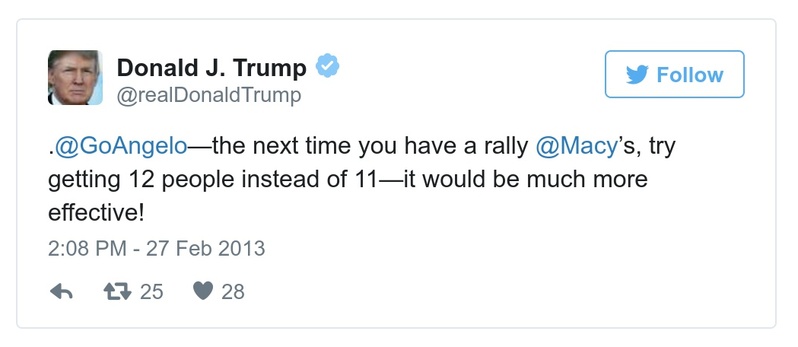 Donald J. Trump
@realDonaldTrump
Follow
.@GoAngelo—the next time you have a rally @Macy’s, try
getting 12 people instead of 11—it would be much more
effective!
2:08 PM - 27 Feb 2013
25 28